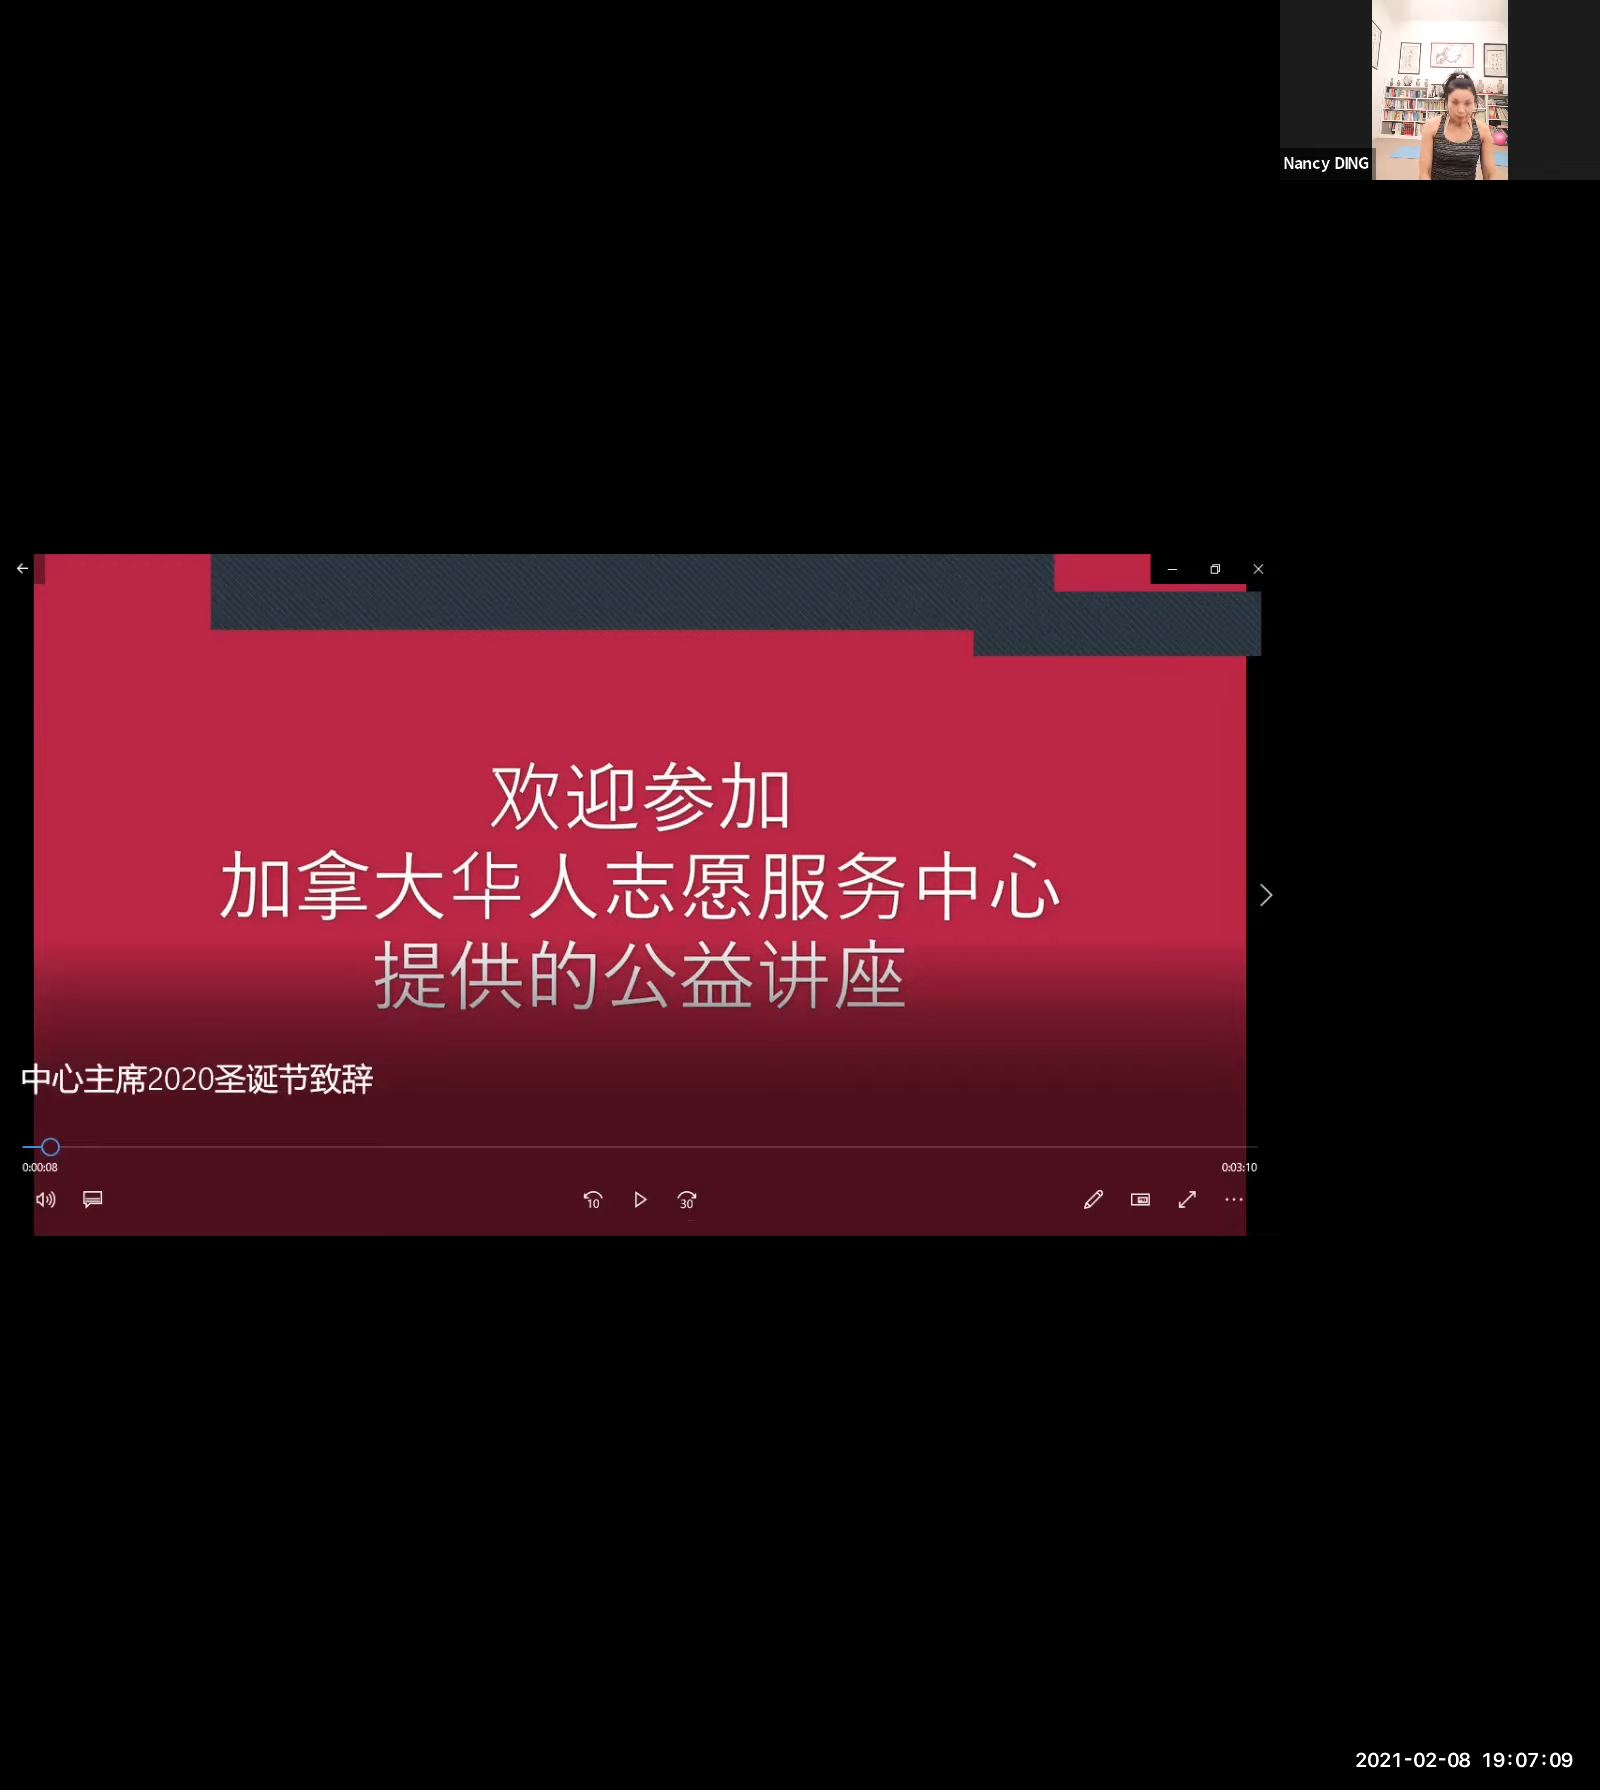 Nancy DING
欢迎参加
加拿大华人志愿服务中心
提供的公益讲座
中心主席2020圣诞节致辞
0:00:08
0:03:10
10
30
2021-02-08 19:07:09